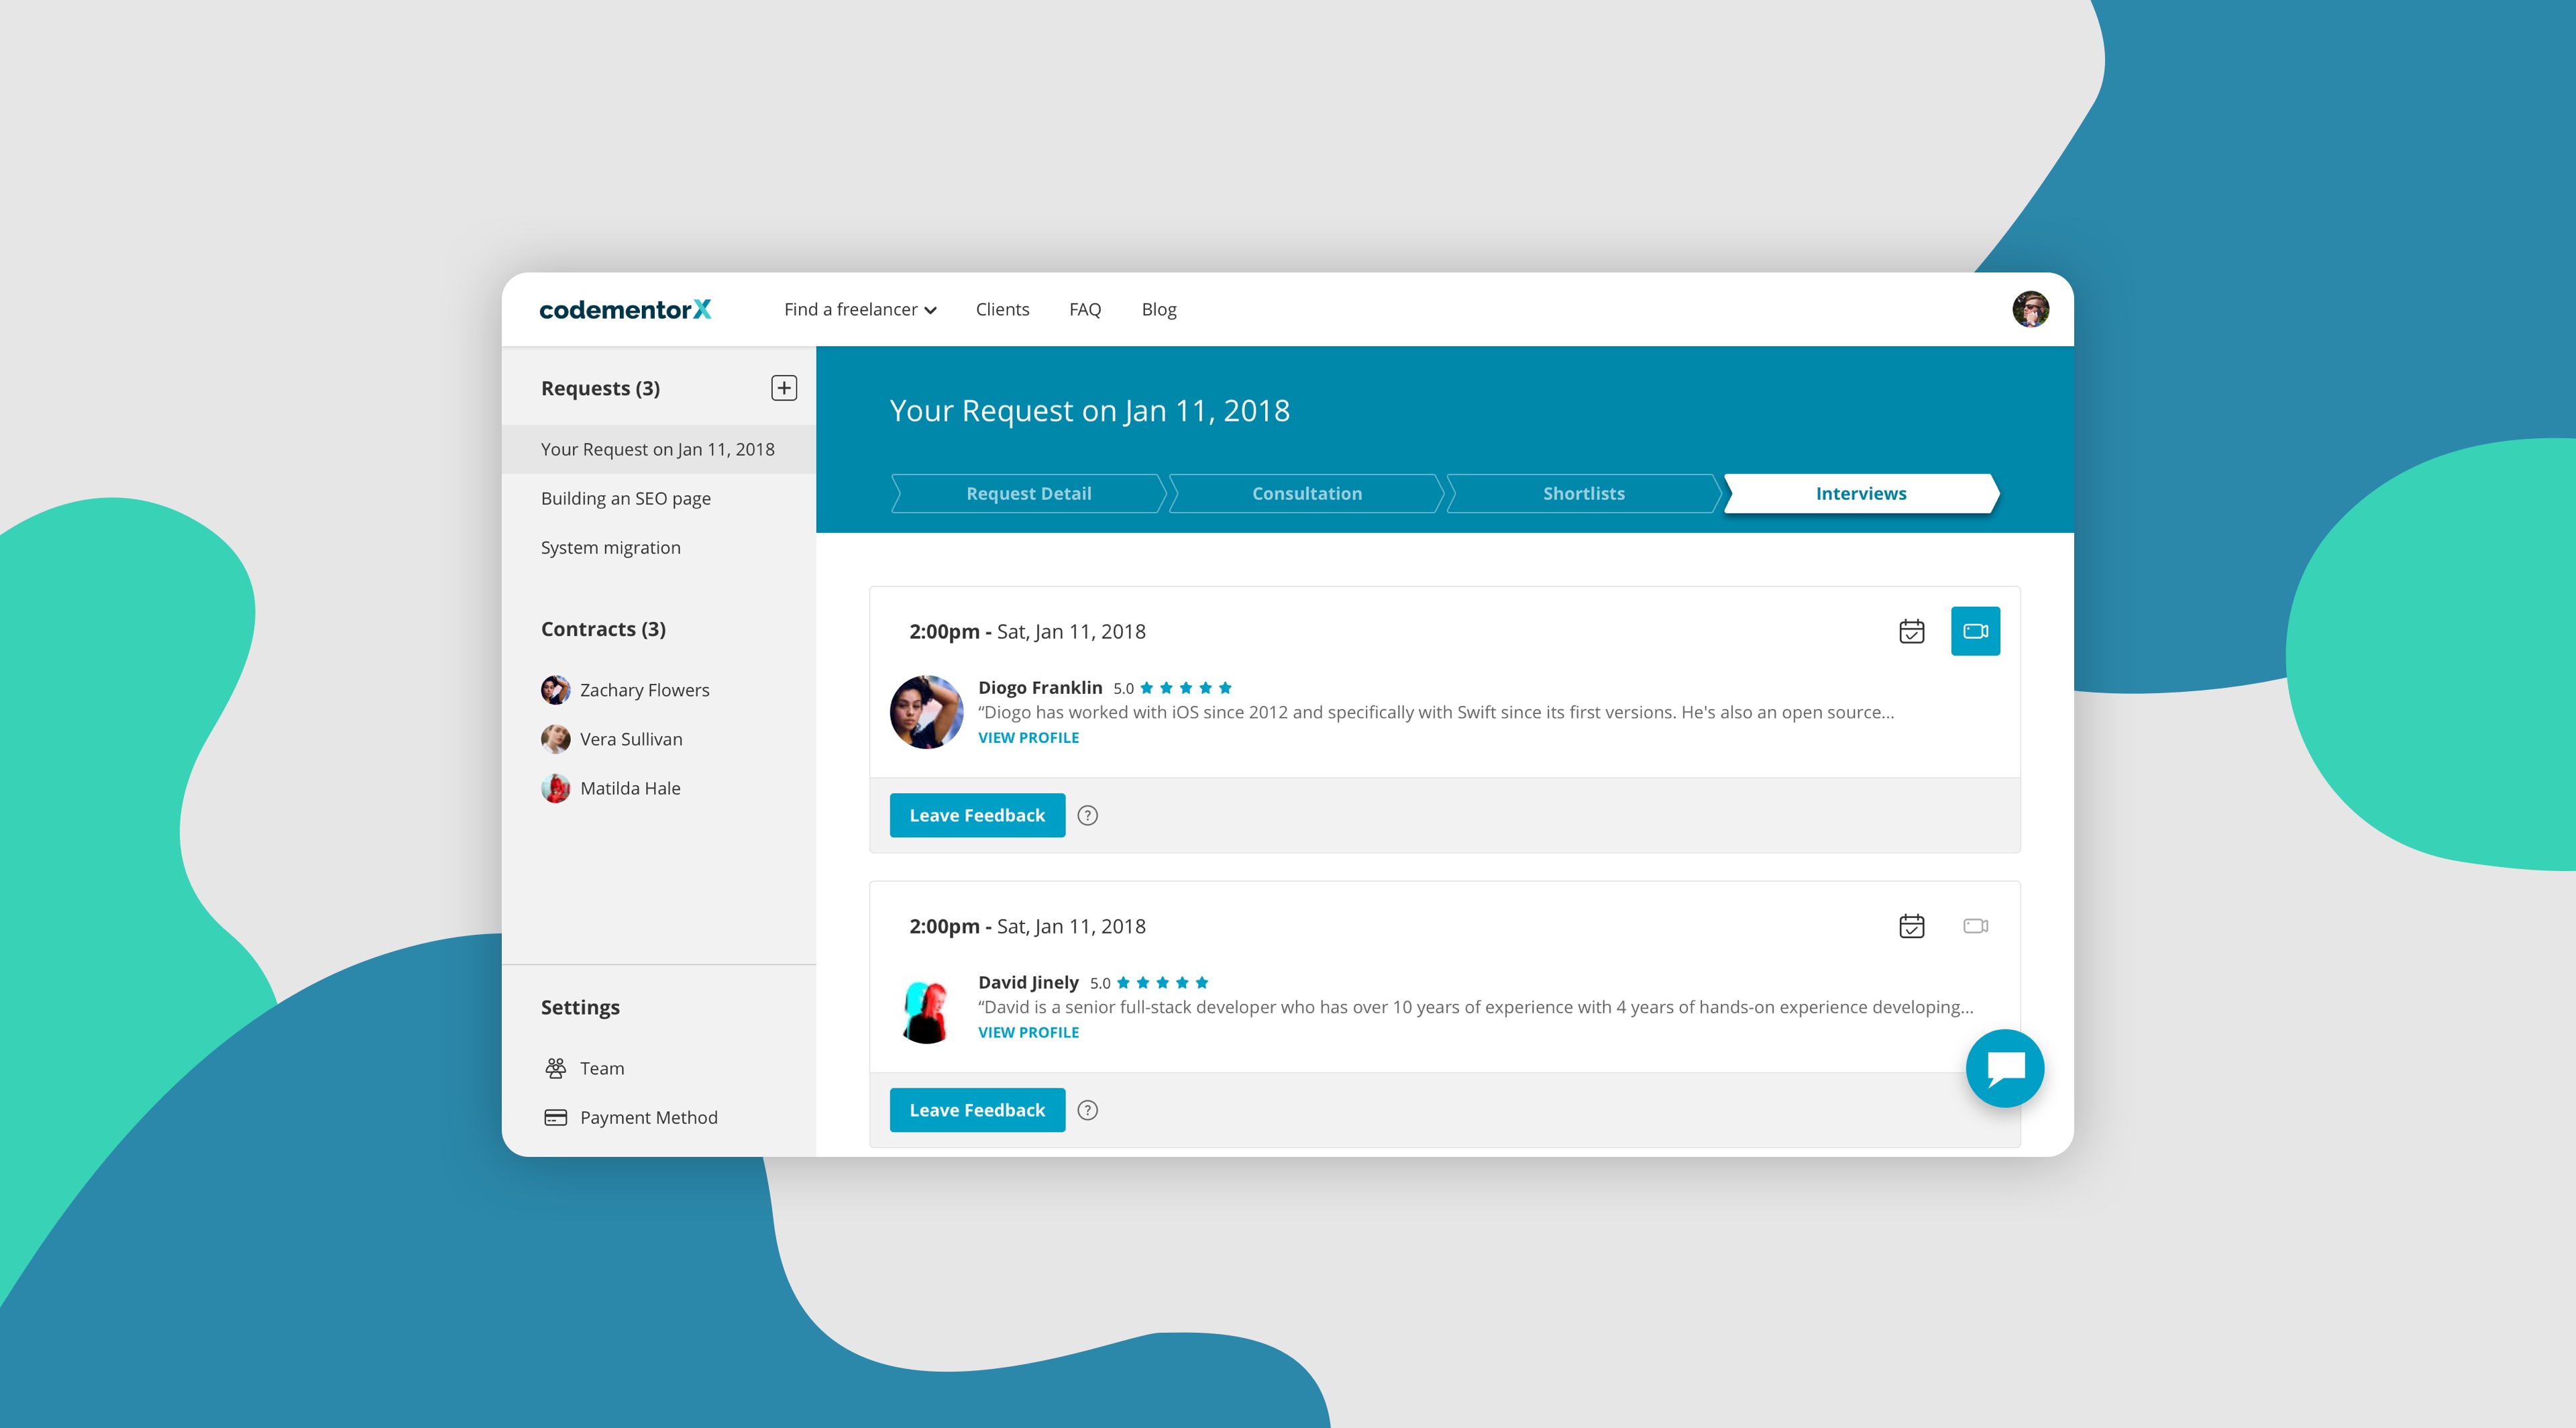 codementorX
Find a freelancer
Clients
FAQ
Blog
Requests (3)
Your Request on Jan 11, 2018
Building an SEO page
System migration
Contracts (3)
Zachary Flowers
Vera Sullivan
Matilda Hale
Settings
Team
Payment Method
Your Request on Jan 11, 2018
Request Detail
Consultation
Shortlists
Interviews
2:00pm - Sat, Jan 11, 2018
Diogo Franklin 5.0
“Diogo has worked with iOS since 2012 and specifically with Swift since its first versions. He's also an open source...
VIEW PROFILE
Leave Feedback ?
2:00pm - Sat, Jan 11, 2018
David Jinely 5.0
“David is a senior full-stack developer who has over 10 years of experience with 4 years of hands-on experience developing...
VIEW PROFILE
Leave Feedback ?